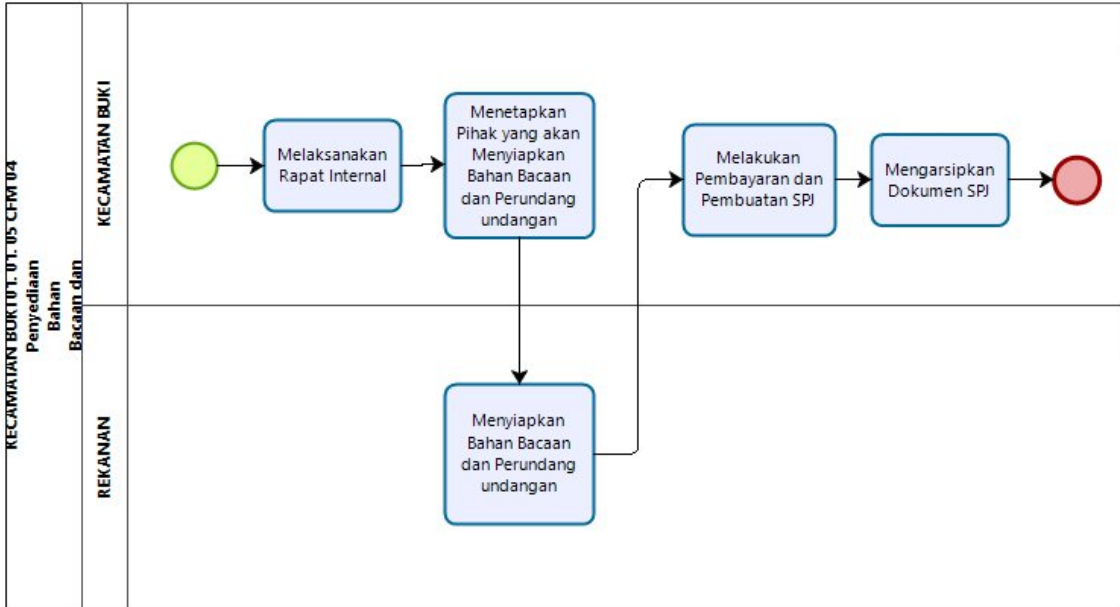 KECAMATAN BUKI 01. 01. 05 CFM 04
Penyediaan
Bahan
Bacaan dan
KECAMATAN BUKI
Melaksanakan
Rapat Internal
Menetapkan
Pihak yang akan
Menyiapkan
Bahan Bacaan
dan Perundang
undangan
Melakukan
Pembayaran dan
Pembuatan SPJ
Mengarsipkan
Dokumen SPJ
REKANAN
Menyiapkan
Bahan Bacaan
dan Perundang
undangan